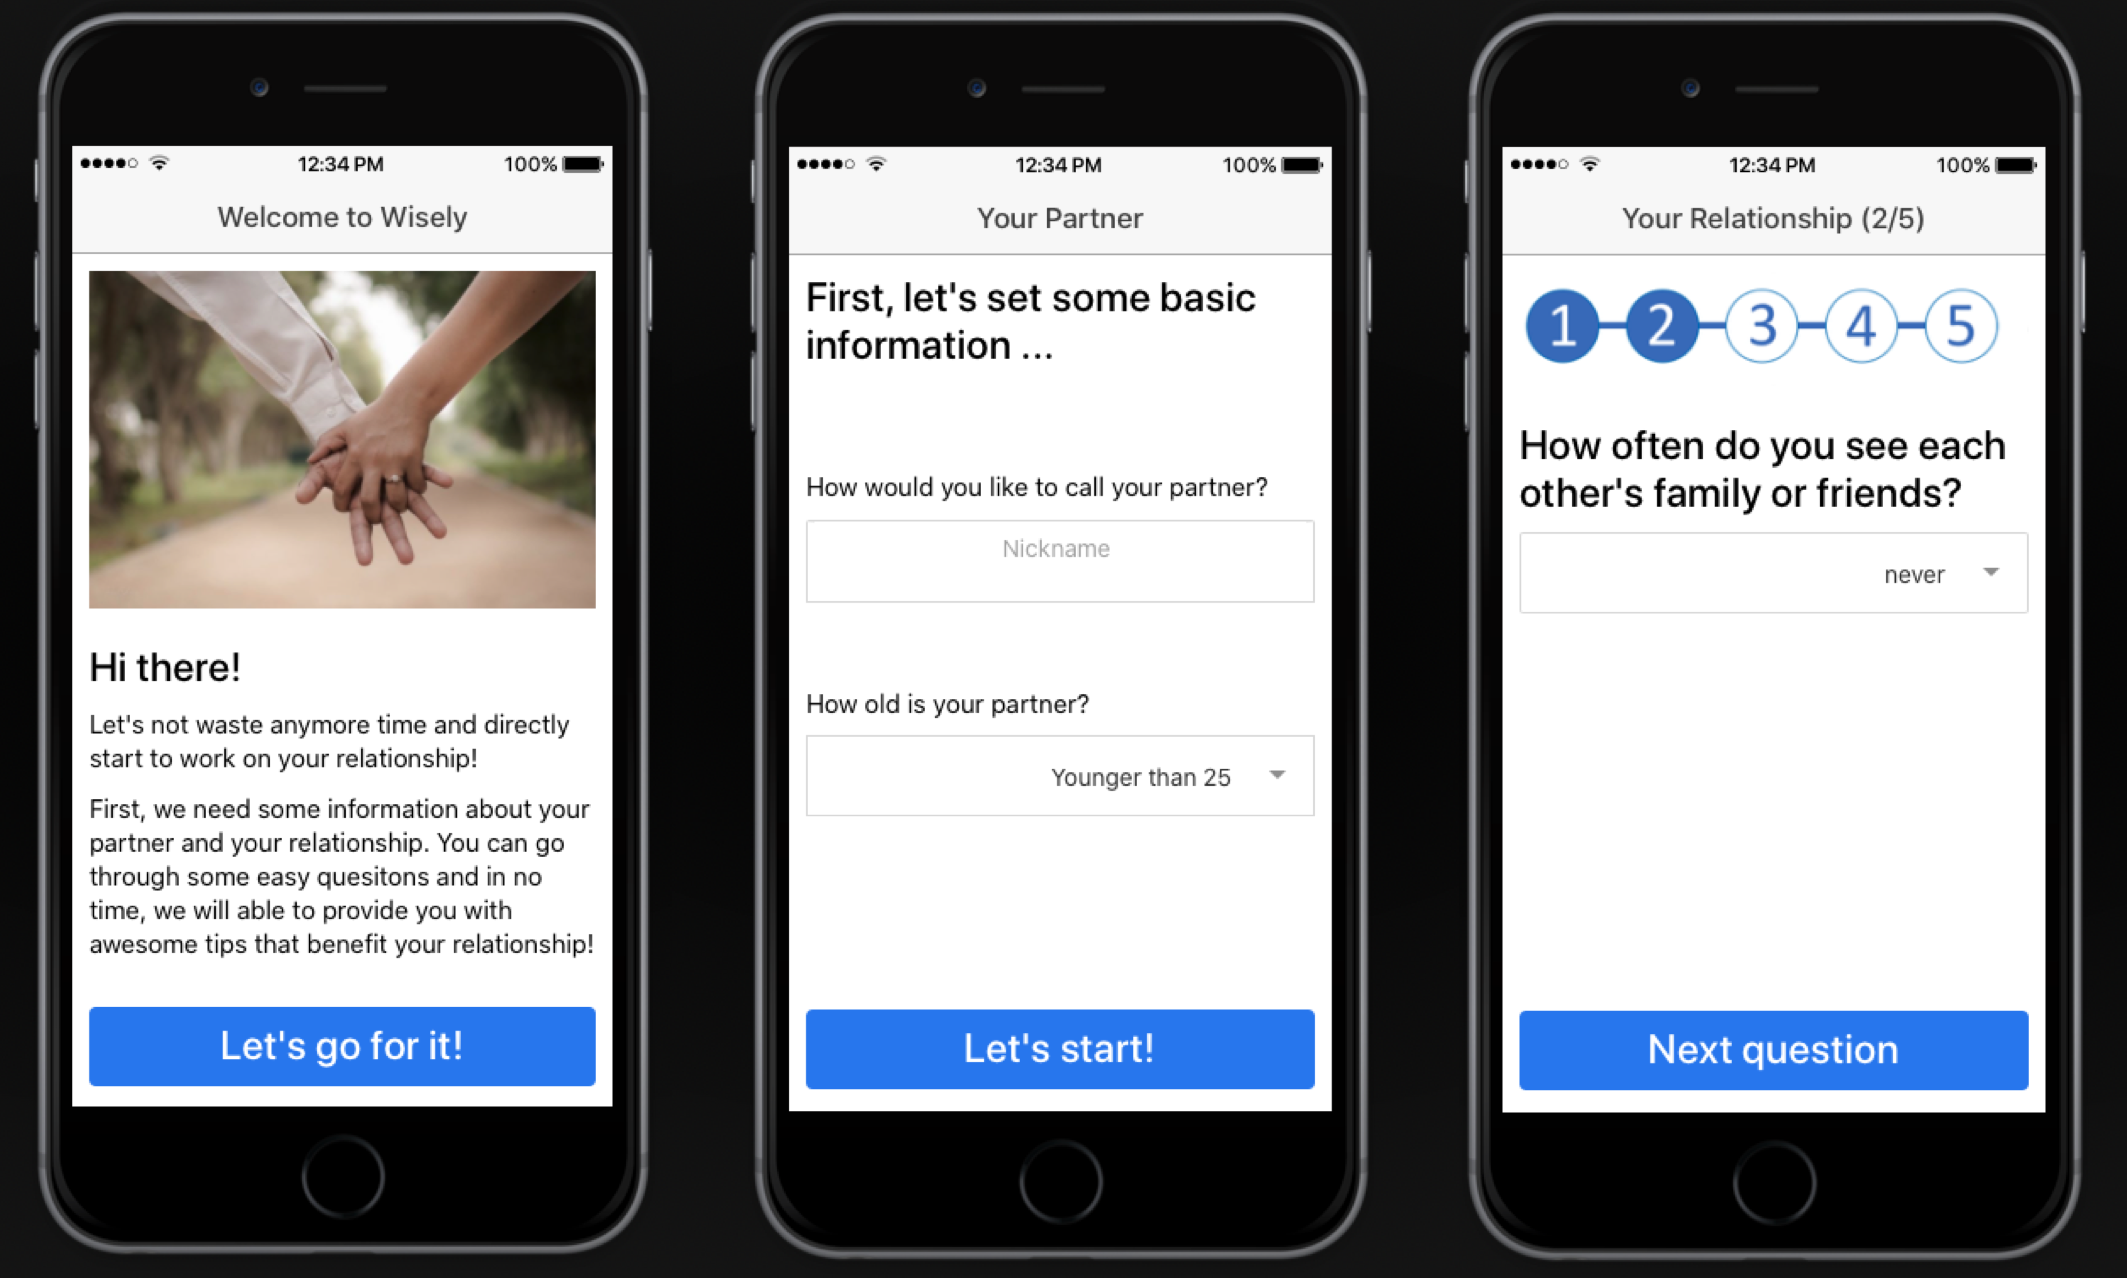 12:34 PM 100%
Welcome to Wisely
Hi there!
Let's not waste anymore time and directly
start to work on your relationship!
First, we need some information about your
partner and your relationship. You can go
through some easy quesitons and in no
time, we will able to provide you with
awesome tips that benefit your relationship!
Let's go for it!
12:34 PM 100%
Your Partner
First, let's set some basic
information ...
How would you like to call your partner?
Nickname
How old is your partner?
Younger than 25
Let's start!
12:34 PM 100%
Your Relationship (2/5)
1 2 3 4 5
How often do you see each
other's family or friends?
never
Next question